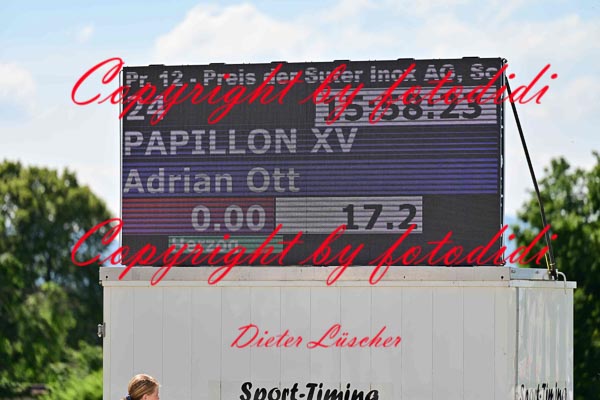 Pr. 12 - Preis der Suter Inox AG, Sc
Copyright by fotodidi
24 15:58:23
PAPILLON XV
Adrian Ott
0.00 17.2
Copyright by fotodidi
Dieter Lüscher
Sport-Timing